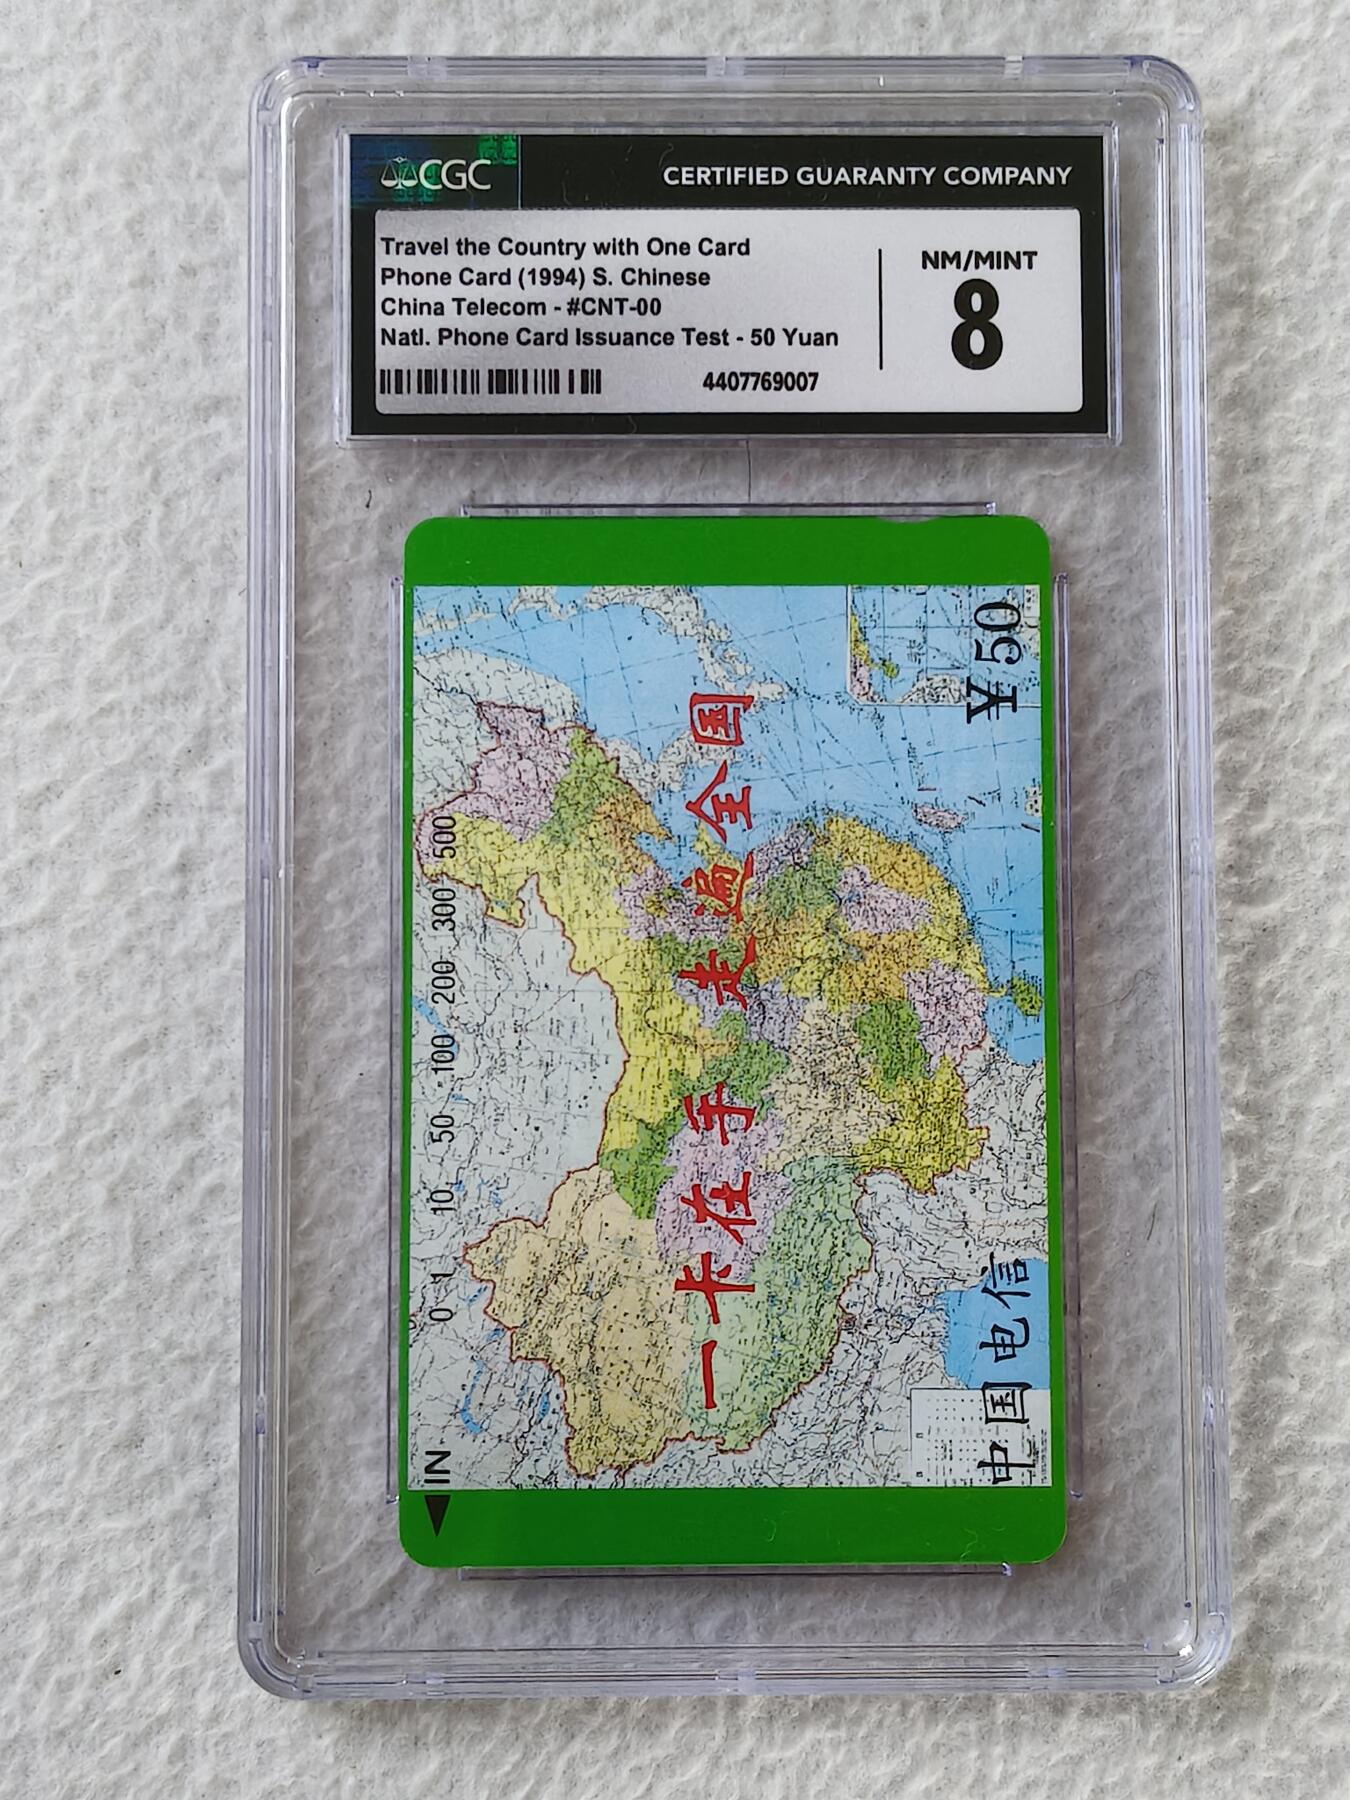 CGC
CERTIFIED GUARANTY COMPANY
Travel the Country with One Card
Phone Card (1994) S. Chinese
China Telecom - #CNT-00
Natl. Phone Card Issuance Test - 50 Yuan
4407769007
NM/MINT
8
IN 0 1 10 50 100 200 300 500
一卡在手 走遍全国
中国电信 ¥50